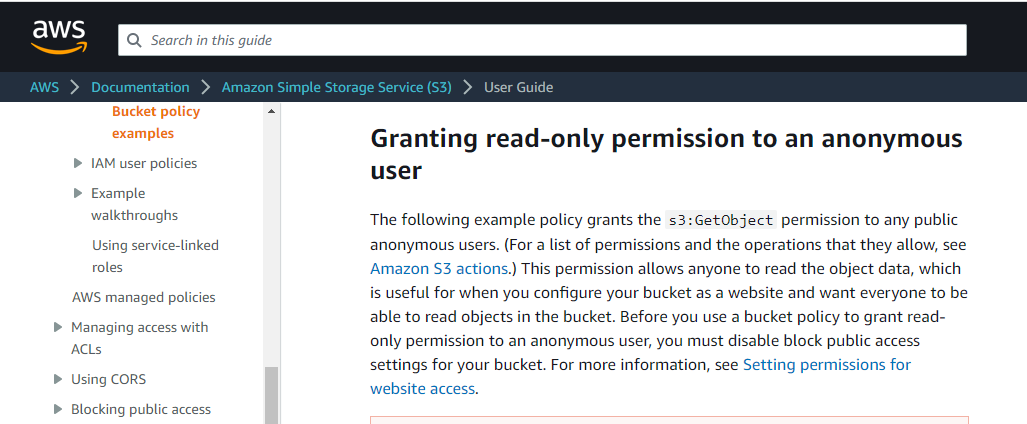 aws
Search in this guide
AWS > Documentation > Amazon Simple Storage Service (S3) > User Guide
Bucket policy
examples
IAM user policies
Example
walkthroughs
Using service-linked
roles
AWS managed policies
Managing access with
ACLs
Using CORS
Blocking public access
Granting read-only permission to an anonymous
user
The following example policy grants the s3:GetObject permission to any public
anonymous users. (For a list of permissions and the operations that they allow, see
Amazon S3 actions.) This permission allows anyone to read the object data, which
is useful for when you configure your bucket as a website and want everyone to be
able to read objects in the bucket. Before you use a bucket policy to grant read-
only permission to an anonymous user, you must disable block public access
settings for your bucket. For more information, see Setting permissions for
website access.